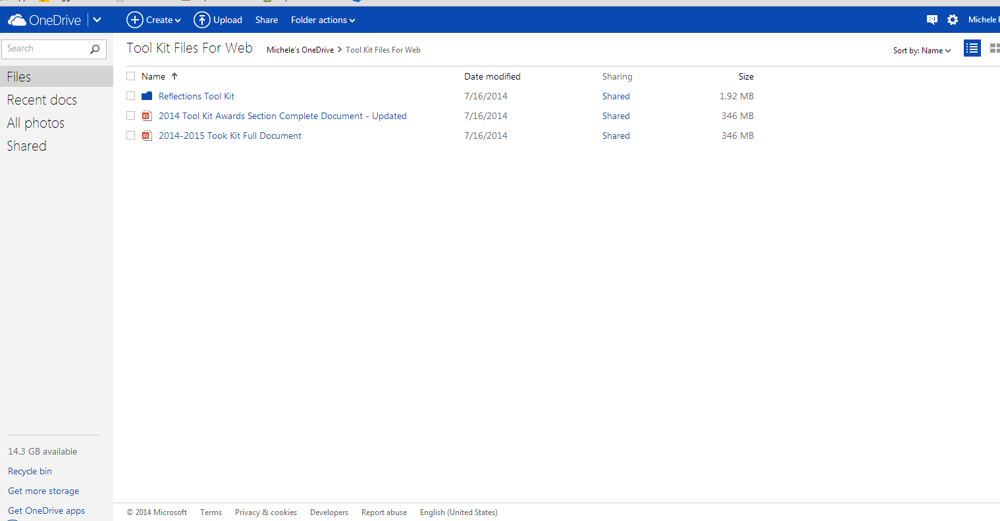 OneDrive Create Upload Share Folder actions Michele
Search
Tool Kit Files For Web Michele's OneDrive Tool Kit Files For Web Sort by: Name
Files
Recent docs
All photos
Shared
Name Date modified Sharing Size
Reflections Tool Kit 7/16/2014 Shared 1.92 MB
2014 Tool Kit Awards Section Complete Document - Updated 7/16/2014 Shared 346 MB
2014-2015 Took Kit Full Document 7/16/2014 Shared 346 MB
14.3 GB available
Recycle bin
Get more storage
Get OneDrive apps
© 2014 Microsoft Terms Privacy & cookies Developers Report abuse English (United States)